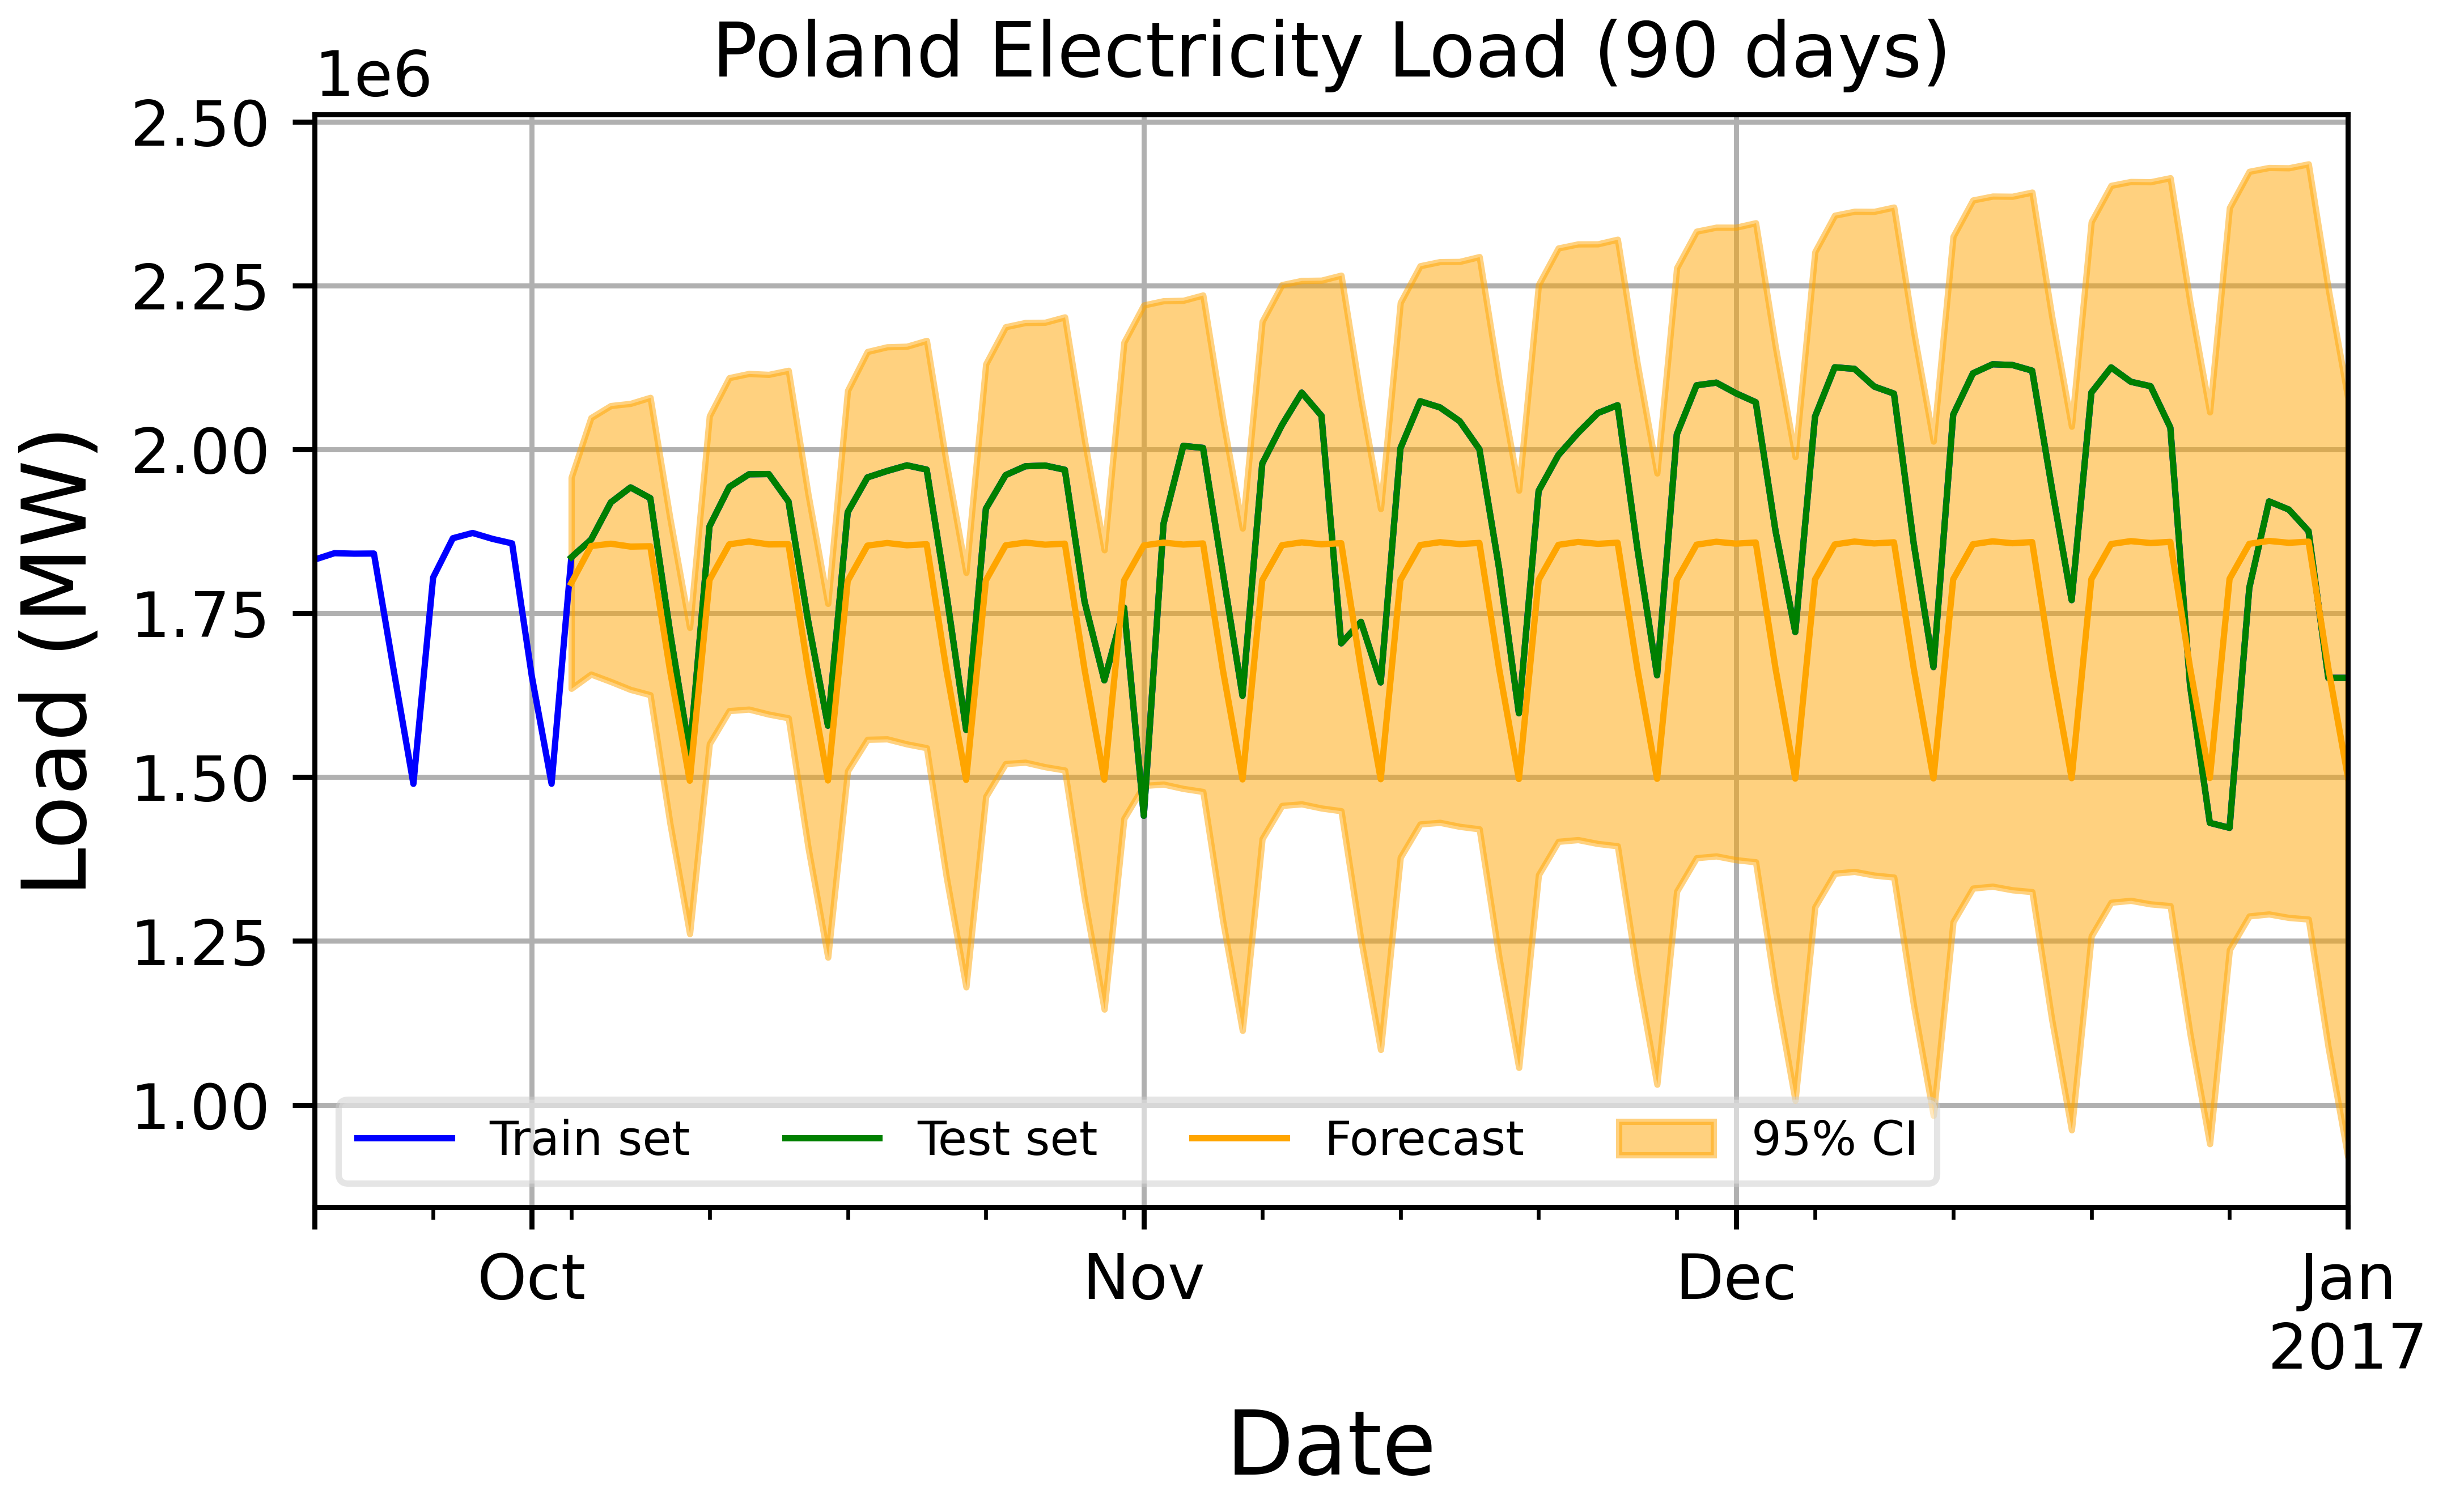 Poland Electricity Load (90 days)
1e6
2.50
2.25
2.00
1.75
1.50
1.25
1.00
Load (MW)
Train set
Test set
Forecast
95% CI
Oct
Nov
Dec
Jan
2017
Date